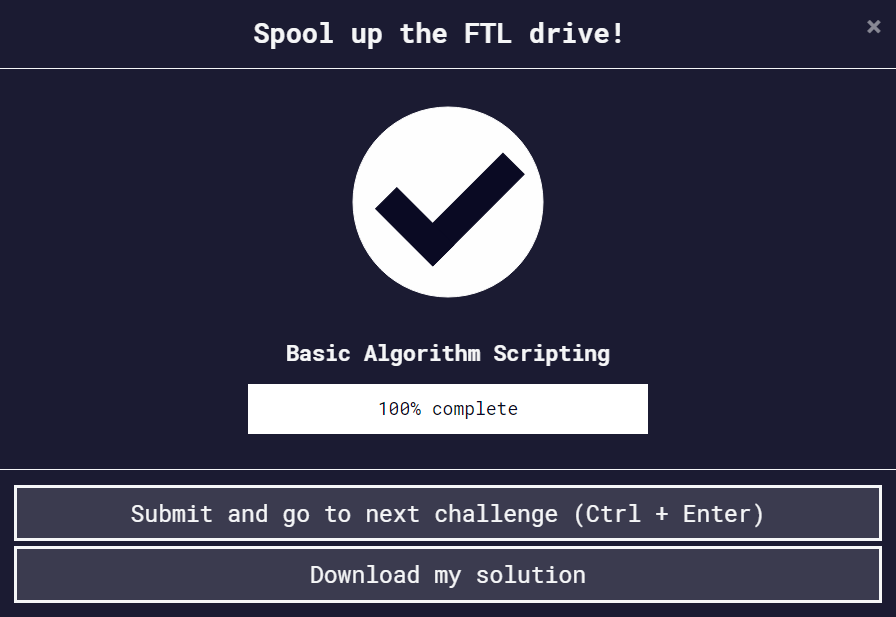 Spool up the FTL drive!
×
Basic Algorithm Scripting
100% complete
Submit and go to next challenge (Ctrl + Enter)
Download my solution